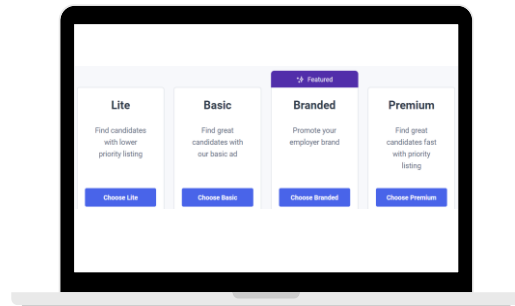 Featured
Lite
Basic
Branded
Premium
Find candidates
with lower
priority listing
Find great
candidates with
our basic ad
Promote your
employer brand
Find great
candidates fast
with priority
listing
Choose Lite
Choose Basic
Choose Branded
Choose Premium